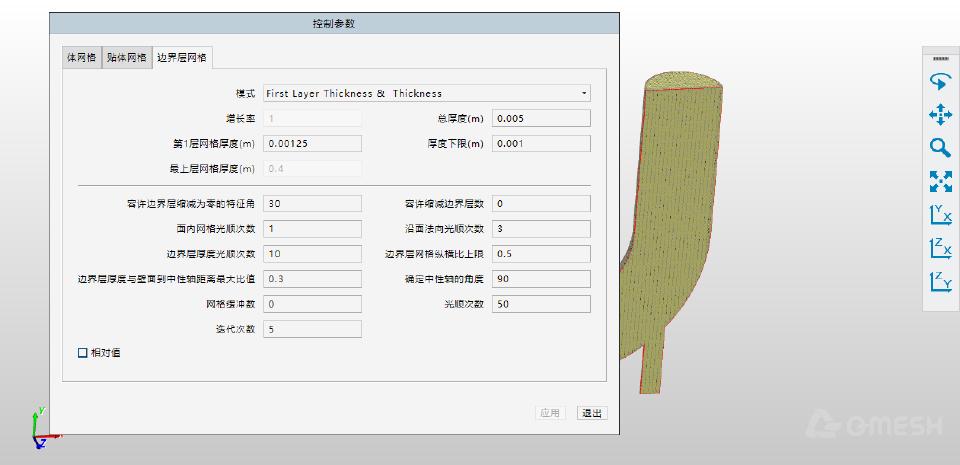 控制参数
体网格 贴体网格 边界层网格
模式 First Layer Thickness & Thickness
增长率 1 总厚度(m) 0.005
第1层网格厚度(m) 0.00125 厚度下限(m) 0.001
最上层网格厚度(m) 0.4
容许边界层缩减为零的特征角 30 容许缩减边界层数 0
面内网格光顺次数 1 沿面法向光顺次数 3
边界层厚度光顺次数 10 边界层网格纵横比上限 0.5
边界层厚度与壁面到中性轴距离最大比值 0.3 确定中性轴的角度 90
网格缓冲数 0 光顺次数 50
迭代次数 5
相对值
应用 退出
Y
X
Z
X
Z
Y
Y
Z
Q-MESH